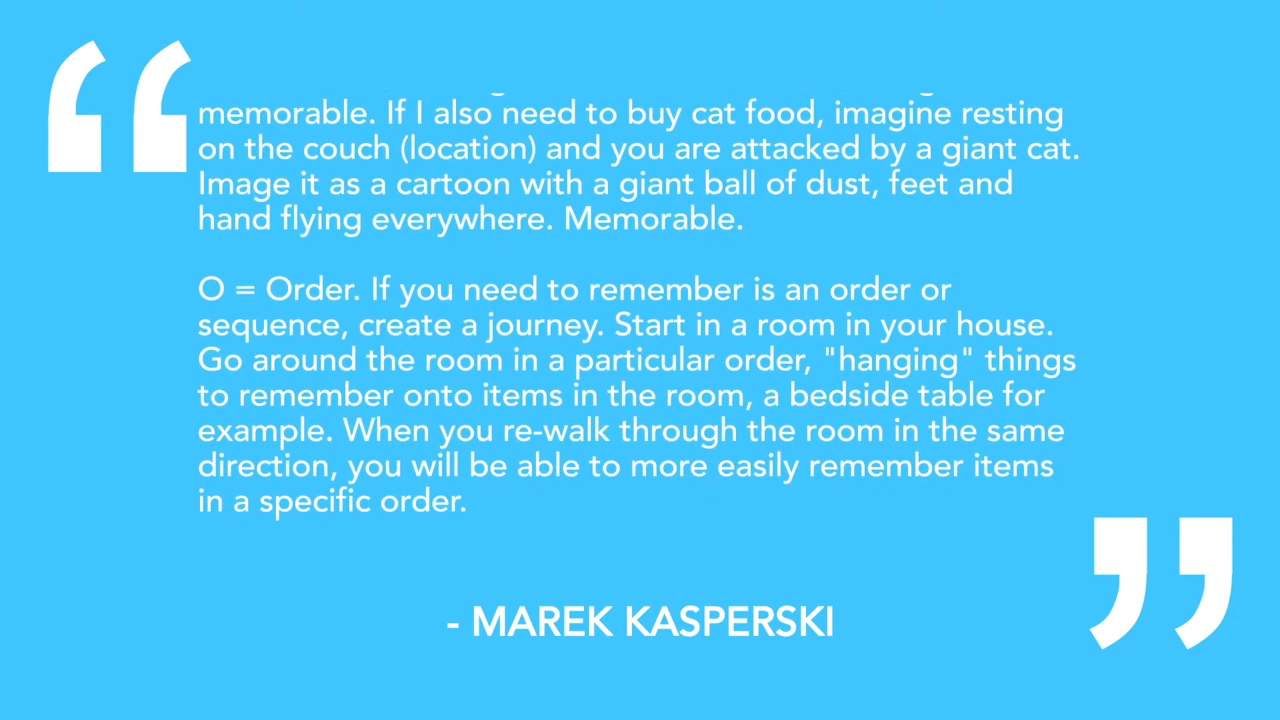 memorable. If I also need to buy cat food, imagine resting
on the couch (location) and you are attacked by a giant cat.
Image it as a cartoon with a giant ball of dust, feet and
hand flying everywhere. Memorable.
O = Order. If you need to remember is an order or
sequence, create a journey. Start in a room in your house.
Go around the room in a particular order, "hanging" things
to remember onto items in the room, a bedside table for
example. When you re-walk through the room in the same
direction, you will be able to more easily remember items
in a specific order.
- MAREK KASPERSKI